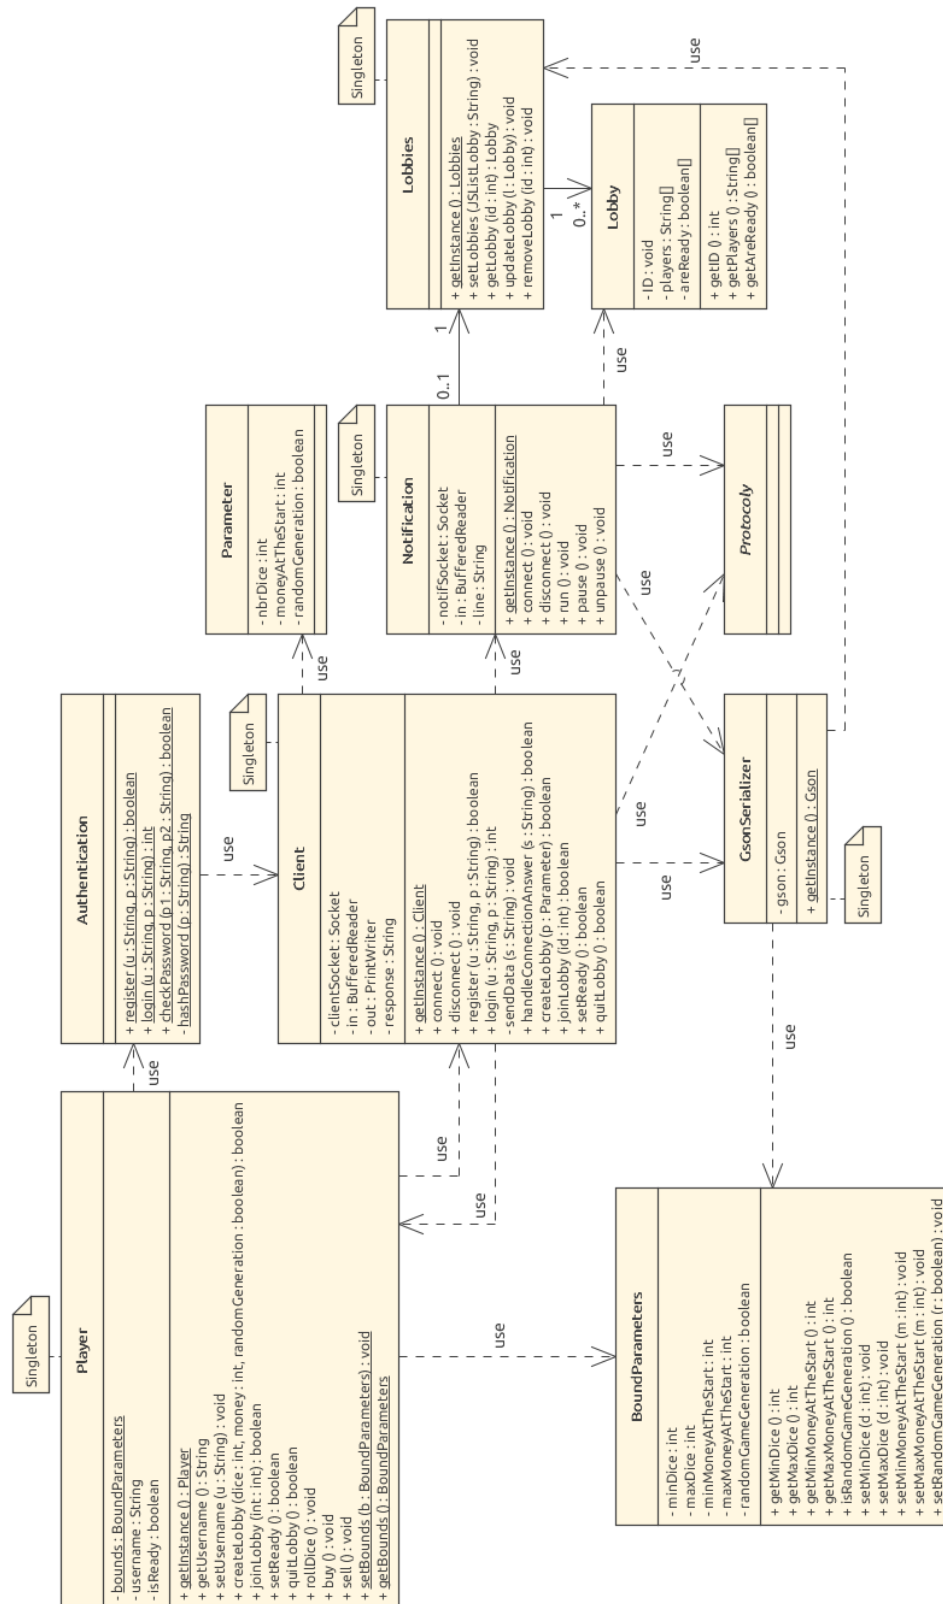 Singleton
Player
- bounds : BoundParameters
- username : String
- isReady : boolean
+ getInstance () : Player
+ getUsername () : String
+ setUsername (u : String) : void
+ createLobby (dice : int, money : int, randomGeneration : boolean) : boolean
+ joinLobby (int : int) : boolean
+ setReady () : boolean
+ quitLobby () : boolean
+ rollDice () : void
+ buy () : void
+ sell () : void
+ setBounds (b : BoundParameters) : void
+ getBounds () : BoundParameters
use
Authentication
+ register (u : String, p : String) : boolean
+ login (u : String, p : String) : int
+ checkPassword (p1 : String, p2 : String) : boolean
- hashPassword (p : String) : String
use
use
use
Singleton
Client
- clientSocket : Socket
- in : BufferedReader
- out : PrintWriter
- response : String
+ getInstance () : Client
+ connect () : void
+ disconnect () : void
+ register (u : String, p : String) : boolean
+ login (u : String, p : String) : int
- sendData (s : String) : void
+ handleConnectionAnswer (s : String) : boolean
+ createLobby (p : Parameter) : boolean
+ joinLobby (id : int) : boolean
+ setReady () : boolean
+ quitLobby () : boolean
use
Parameter
- nbrDice : int
- moneyAtTheStart : int
- randomGeneration : boolean
use
Singleton
Notification
- notifSocket : Socket
- in : BufferedReader
- line : String
+ getInstance () : Notification
+ connect () : void
+ disconnect () : void
+ run () : void
+ pause () : void
+ unpause () : void
0..1
1
Singleton
Lobbies
+ getInstance () : Lobbies
+ setLobbies (JSListLobby : String) : void
+ getLobby (id : int) : Lobby
+ updateLobby (l : Lobby) : void
+ removeLobby (id : int) : void
1
0..*
use
Lobby
- ID : void
- players : String[]
- areReady : boolean[]
+ getID () : int
+ getPlayers () : String[]
+ getAreReady () : boolean[]
use
use
BoundParameters
- minDice : int
- maxDice : int
- minMoneyAtTheStart : int
- maxMoneyAtTheStart : int
- randomGameGeneration : boolean
+ getMinDice () : int
+ getMaxDice () : int
+ getMinMoneyAtTheStart () : int
+ getMaxMoneyAtTheStart () : int
+ isRandomGameGeneration () : boolean
+ setMinDice (d : int) : void
+ setMaxDice (d : int) : void
+ setMinMoneyAtTheStart (m : int) : void
+ setMaxMoneyAtTheStart (m : int) : void
+ setRandomGameGeneration (r : boolean) : void
use
use
use
use
use
GsonSerializer
- gson : Gson
+ getInstance () : Gson
Singleton
Protocoly